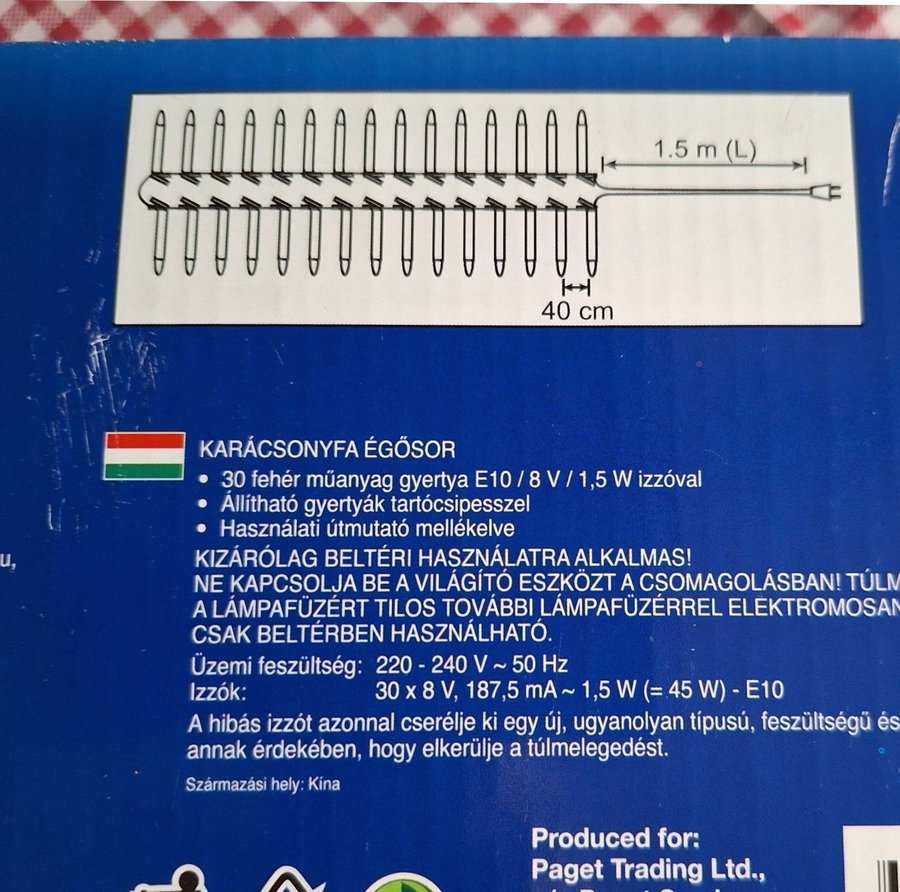 1.5 m (L)
40 cm
KARÁCSONYFA ÉGŐSOR
• 30 fehér műanyag gyertya E10 / 8 V / 1,5 W izzóval
• Állítható gyertyák tartócsipesszel
• Használati útmutató mellékelve
u,
KIZÁRÓLAG BELTÉRI HASZNÁLATRA ALKALMAS!
NE KAPCSOLJA BE A VILÁGÍTÓ ESZKÖZT A CSOMAGOLÁSBAN! TÚLM
A LÁMPAFÜZÉRT TILOS TOVÁBBI LÁMPAFÜZÉRREL ELEKTROMOSAN
CSAK BELTÉRBEN HASZNÁLHATÓ.
Üzemi feszültség: 220 - 240 V ~ 50 Hz
Izzók: 30 x 8 V, 187,5 mA ~ 1,5 W (= 45 W) - E10
A hibás izzót azonnal cserélje ki egy új, ugyanolyan típusú, feszültségű és
annak érdekében, hogy elkerülje a túlmelegedést.
Származási hely: Kína
Produced for:
Paget Trading Ltd.,